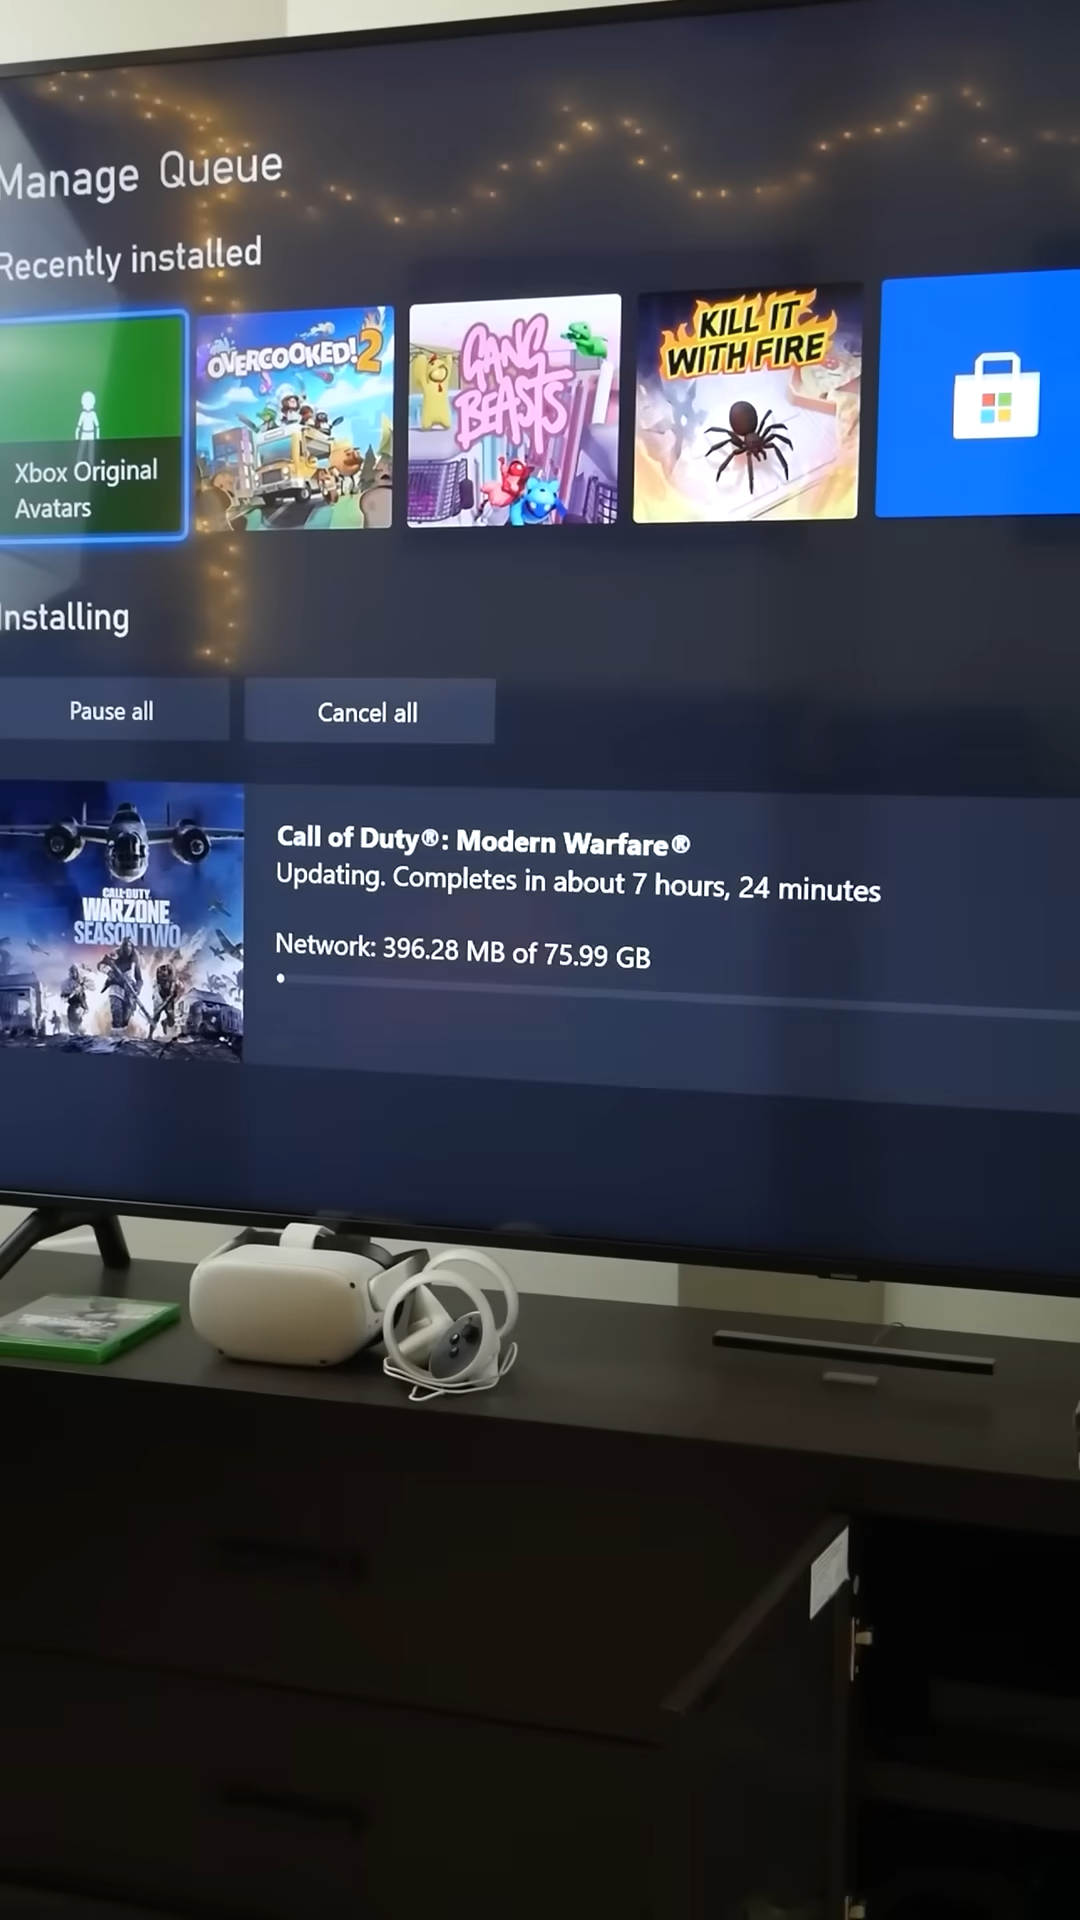 Manage Queue
Recently installed
Xbox Original
Avatars
OVERCOOKED! 2
GANG
BEASTS
KILL IT
WITH FIRE
Installing
Pause all
Cancel all
CALL OF DUTY
WARZONE
SEASON TWO
Call of Duty®: Modern Warfare®
Updating. Completes in about 7 hours, 24 minutes
Network: 396.28 MB of 75.99 GB